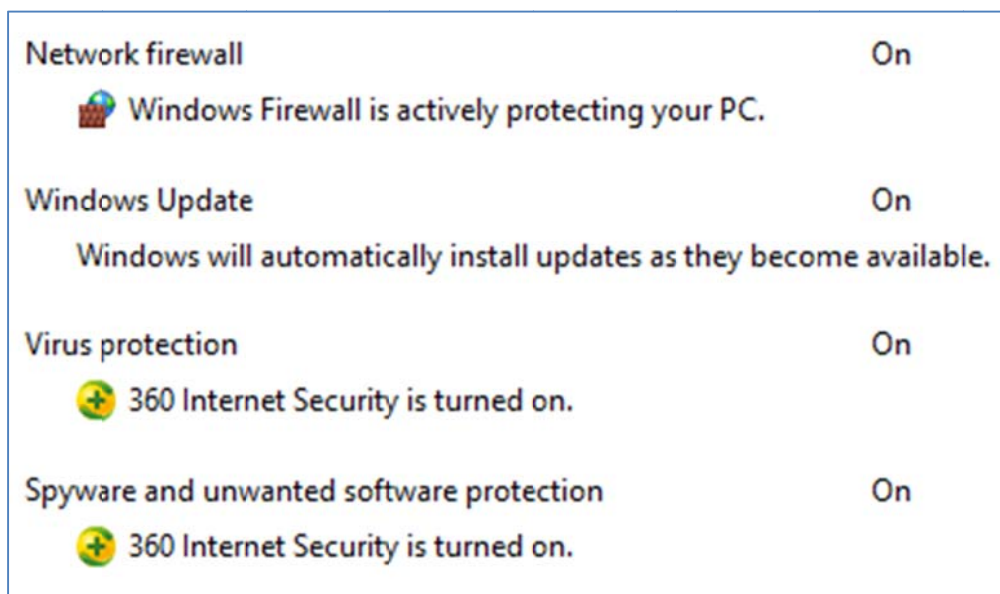 Network firewall On
Windows Firewall is actively protecting your PC.
Windows Update On
Windows will automatically install updates as they become available.
Virus protection On
360 Internet Security is turned on.
Spyware and unwanted software protection On
360 Internet Security is turned on.